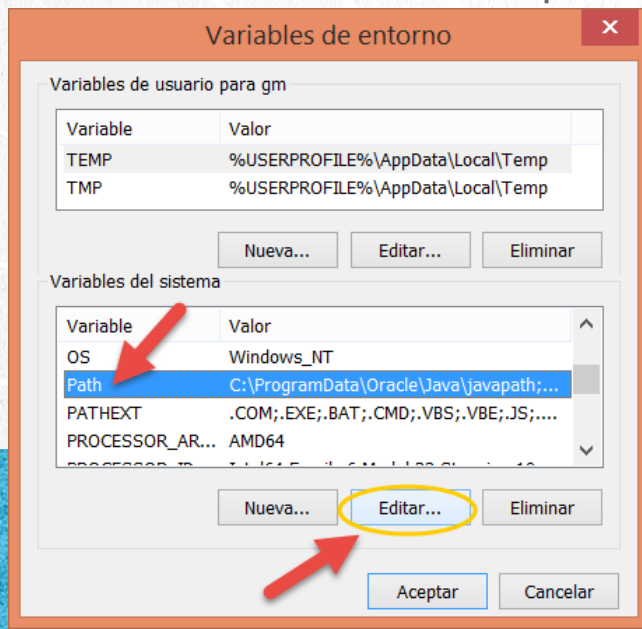 Variables de entorno
x
Variables de usuario para gm
Variable Valor
TEMP %USERPROFILE%\AppData\Local\Temp
TMP %USERPROFILE%\AppData\Local\Temp
Nueva... Editar... Eliminar
Variables del sistema
Variable Valor
OS Windows_NT
Path C:\ProgramData\Oracle\Java\javapath;...
PATHEXT .COM;.EXE;.BAT;.CMD;.VBS;.VBE;.JS;....
PROCESSOR_AR... AMD64
Nueva... Editar... Eliminar
Aceptar Cancelar